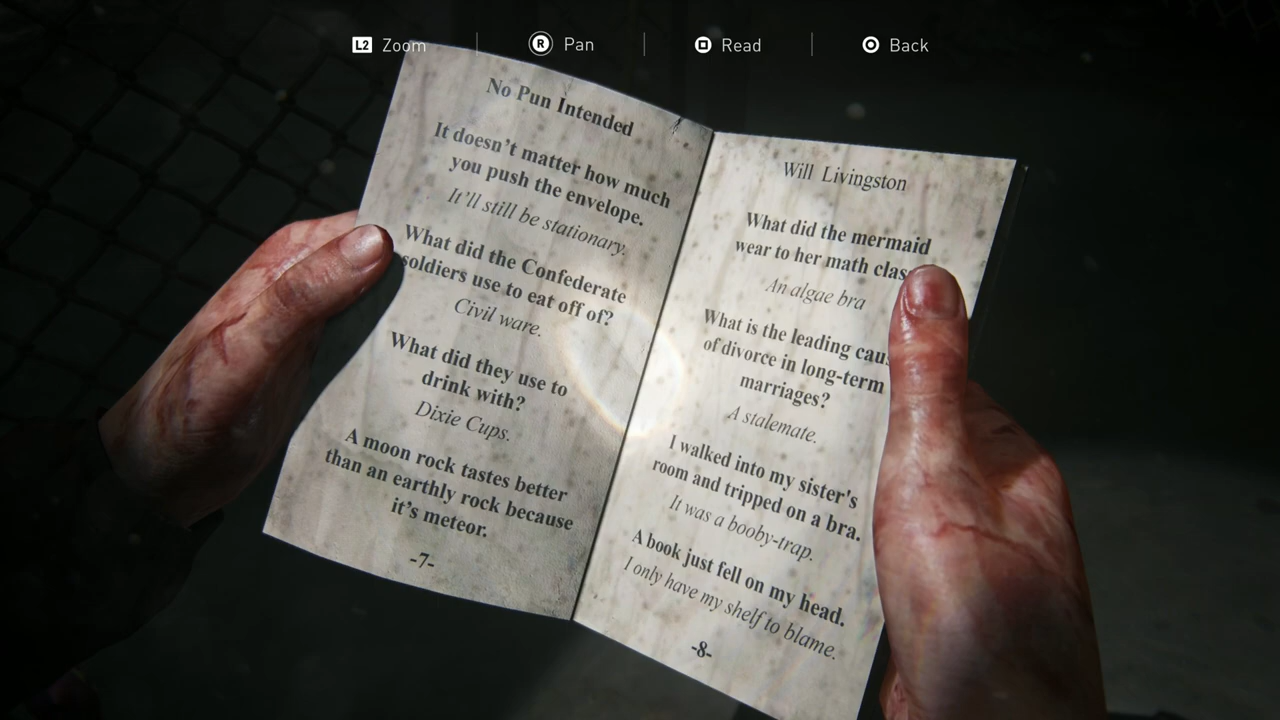 L2 Zoom
R Pan
Read
Back
No Pun Intended
It doesn't matter how much
you push the envelope.
It'll still be stationary.
What did the Confederate
soldiers use to eat off of?
Civil ware.
What did they use to
drink with?
Dixie Cups.
A moon rock tastes better
than an earthly rock because
it's meteor.
-7-
Will Livingston
What did the mermaid
wear to her math
An algae bra
What is the leading
of divorce in long-term
marriages?
A stalemate.
I walked into my sister's
room and tripped on a bra.
It was a booby-trap.
A book just fell on my head.
I only have my shelf to blame.
-8-